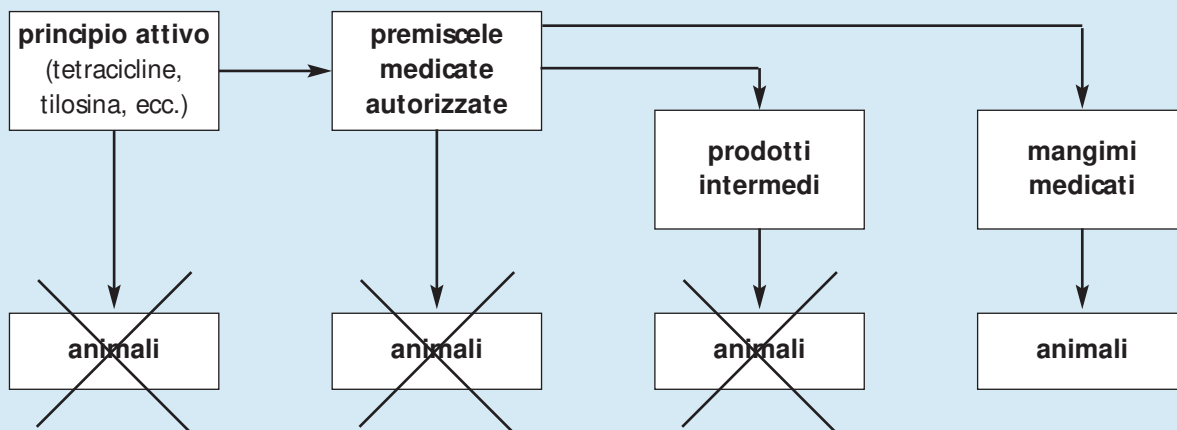 principio attivo
(tetracicline,
tilosina, ecc.)
premiscele
medicate
autorizzate
prodotti
intermedi
mangimi
medicati
animali
animali
animali
animali